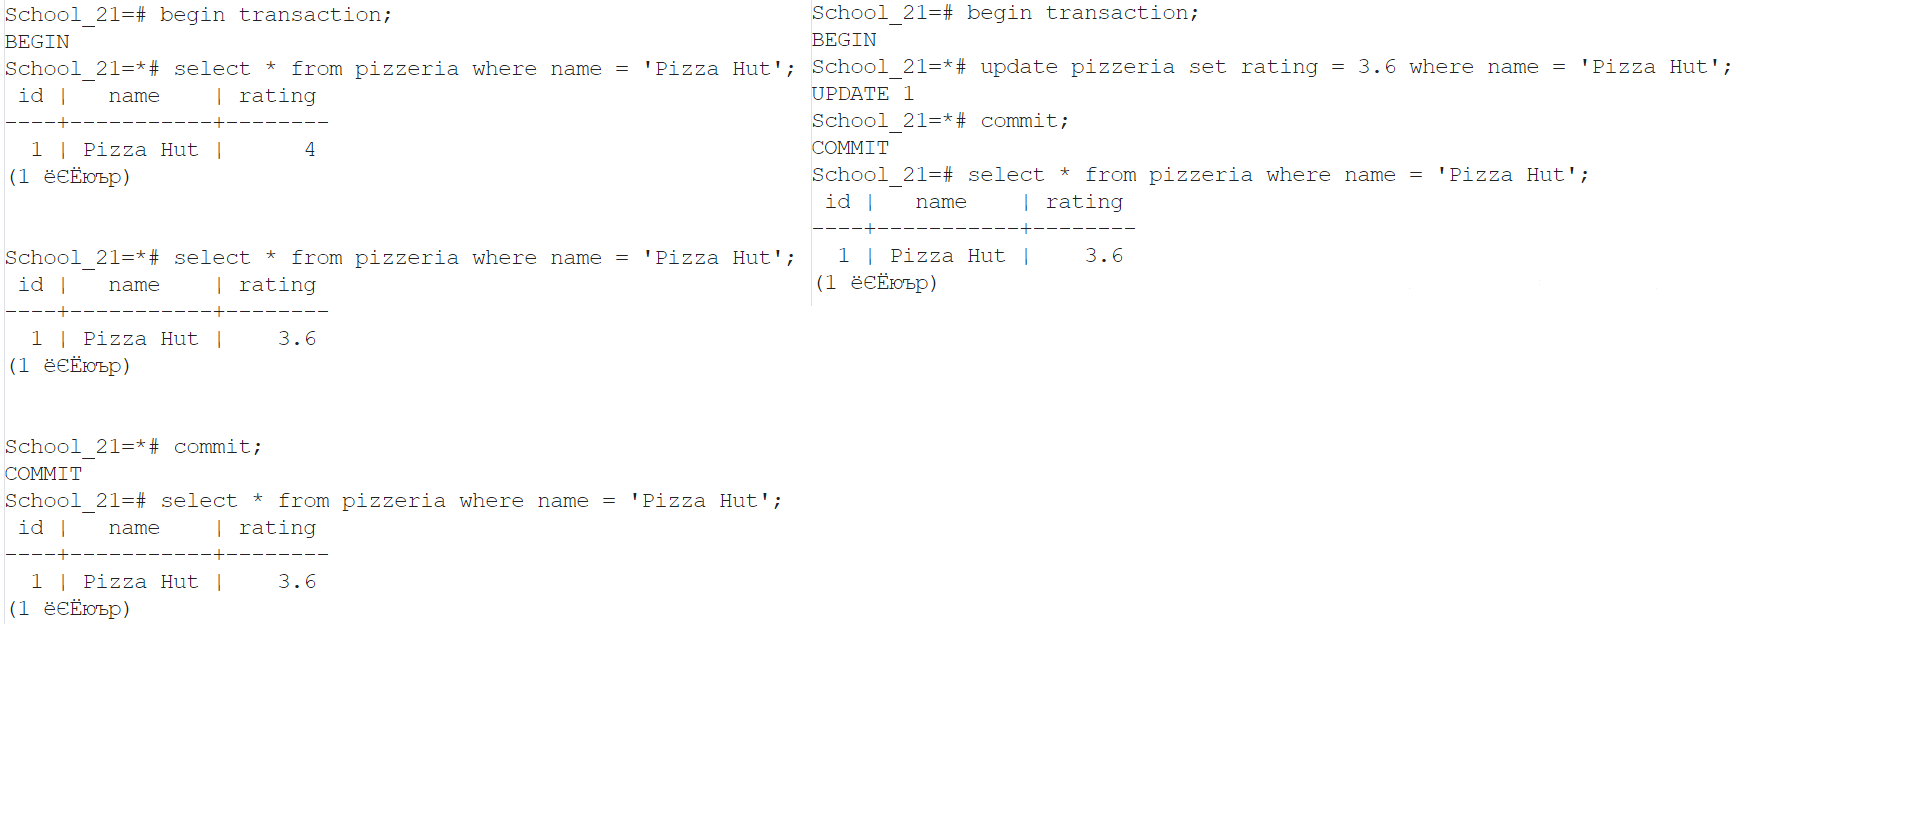 School_21=# begin transaction;
BEGIN
School_21=*# select * from pizzeria where name = 'Pizza Hut';
 id |   name    | rating
----+-----------+--------
  1 | Pizza Hut |      4
(1 ёЄЁюър)
School_21=*# select * from pizzeria where name = 'Pizza Hut';
 id |   name    | rating
----+-----------+--------
  1 | Pizza Hut |    3.6
(1 ёЄЁюър)
School_21=*# commit;
COMMIT
School_21=# select * from pizzeria where name = 'Pizza Hut';
 id |   name    | rating
----+-----------+--------
  1 | Pizza Hut |    3.6
(1 ёЄЁюър)
School_21=# begin transaction;
BEGIN
School_21=*# update pizzeria set rating = 3.6 where name = 'Pizza Hut';
UPDATE 1
School_21=*# commit;
COMMIT
School_21=# select * from pizzeria where name = 'Pizza Hut';
 id |   name    | rating
----+-----------+--------
  1 | Pizza Hut |    3.6
(1 ёЄЁюър)